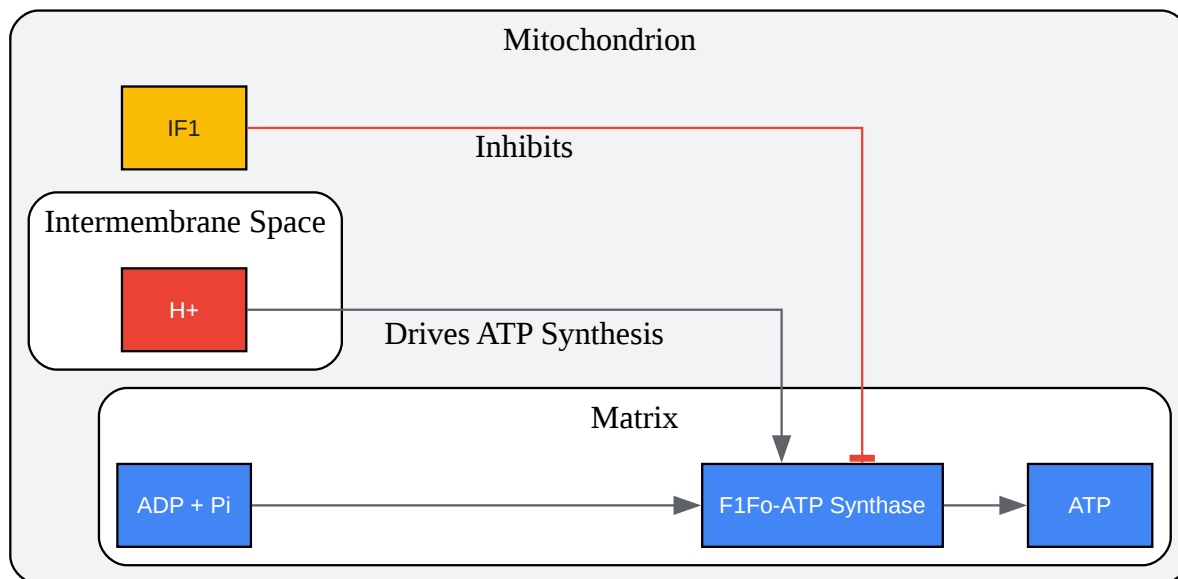 Mitochondrion
IF1
Inhibits
Intermembrane Space
H+
Drives ATP Synthesis
Matrix
ADP + Pi
F1Fo-ATP Synthase
ATP